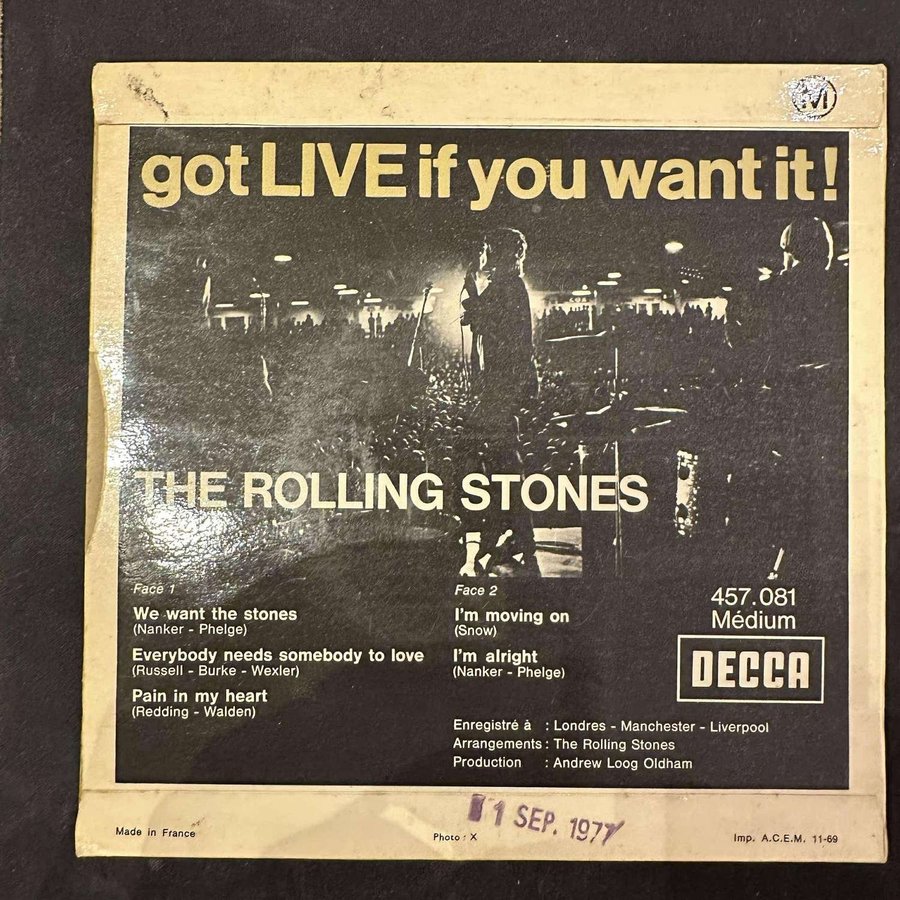 M
got LIVE if you want it!
THE ROLLING STONES
Face 1
We want the stones
(Nanker - Phelge)
Everybody needs somebody to love
(Russell - Burke - Wexler)
Pain in my heart
(Redding - Walden)
Face 2
I'm moving on
(Snow)
I'm alright
(Nanker - Phelge)
457.081
Médium
DECCA
Enregistré à : Londres - Manchester - Liverpool
Arrangements : The Rolling Stones
Production : Andrew Loog Oldham
1 SEP. 1977
Made in France
Photo : X
Imp. A.C.E.M. 11-69